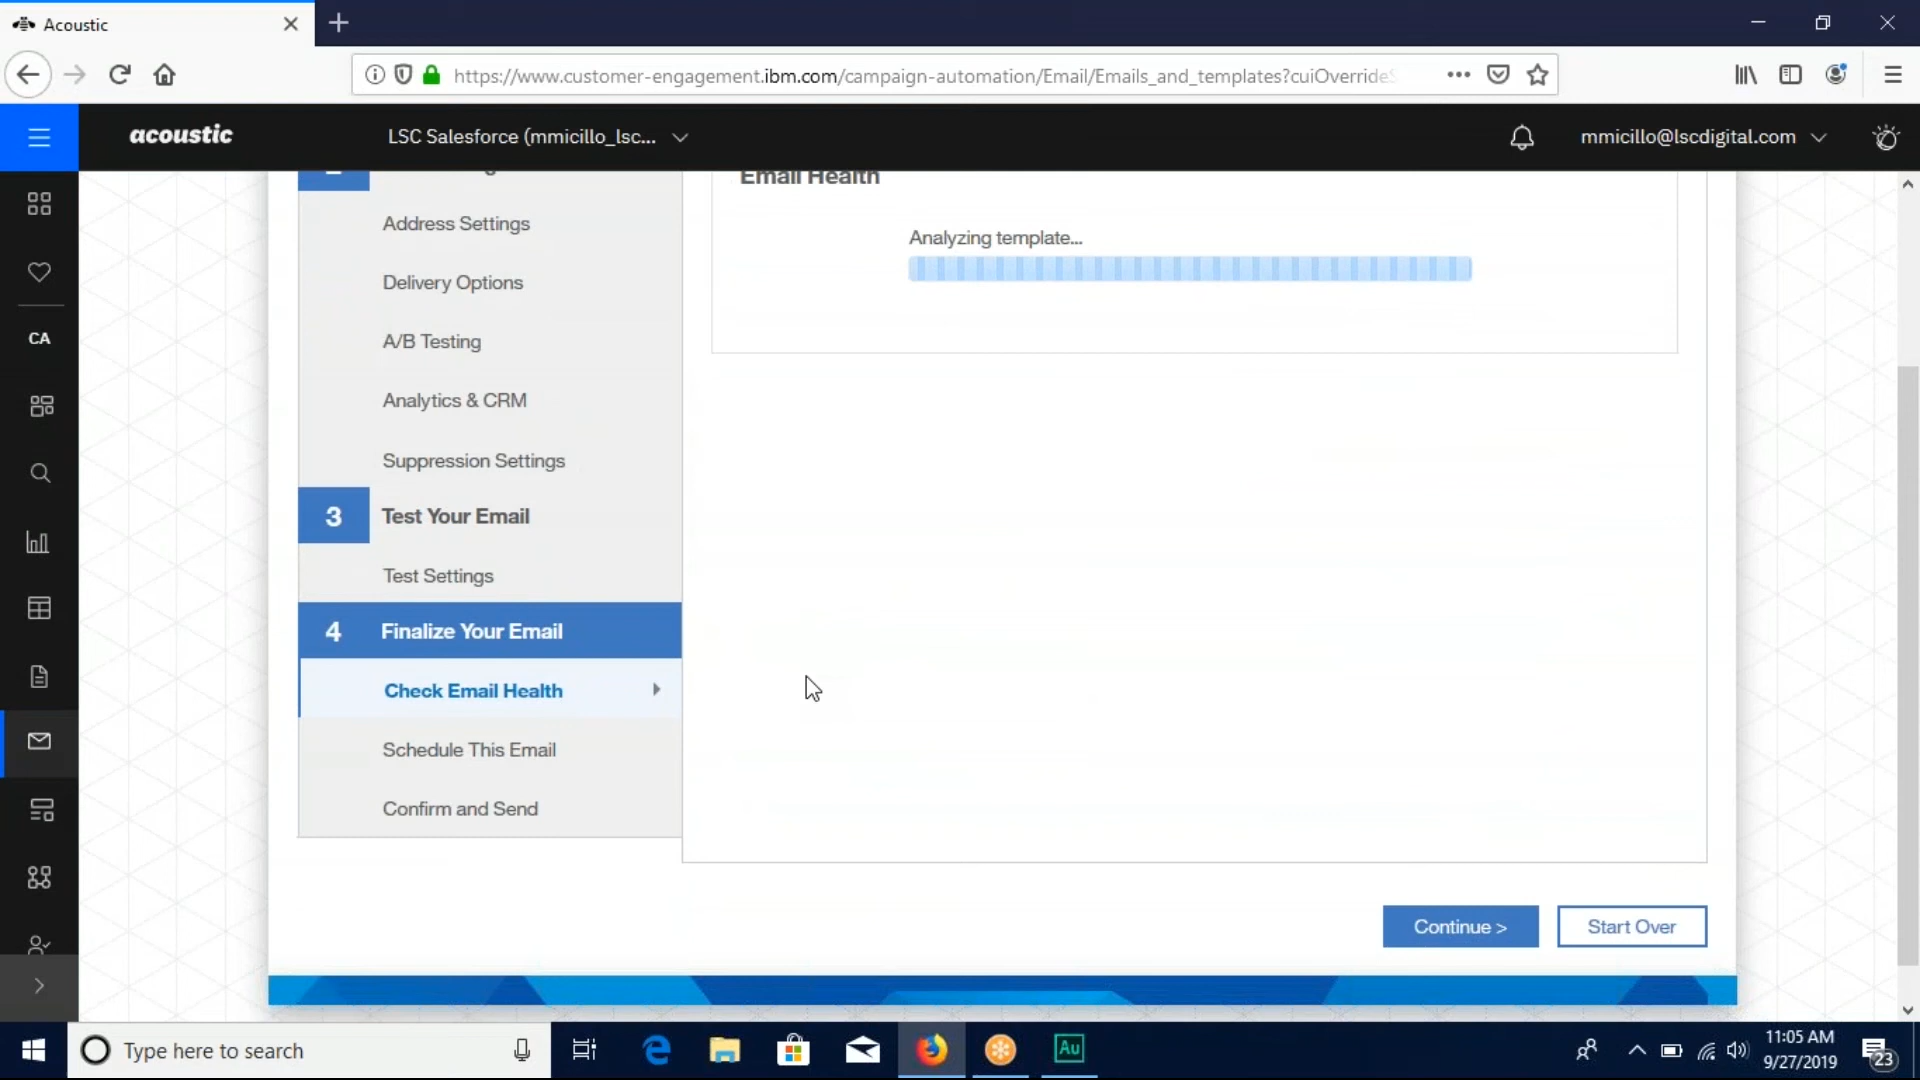 Acoustic
https://www.customer-engagement.ibm.com/campaign-automation/Email/Emails_and_templates?cuiOverride
acoustic
LSC Salesforce (mmicillo_lsc...
mmicillo@lscdigital.com
CA
Address Settings
Delivery Options
A/B Testing
Analytics & CRM
Suppression Settings
3 Test Your Email
Test Settings
4 Finalize Your Email
Check Email Health
Schedule This Email
Confirm and Send
Email Health
Analyzing template...
Continue >
Start Over
Type here to search
Au
11:05 AM
9/27/2019
23